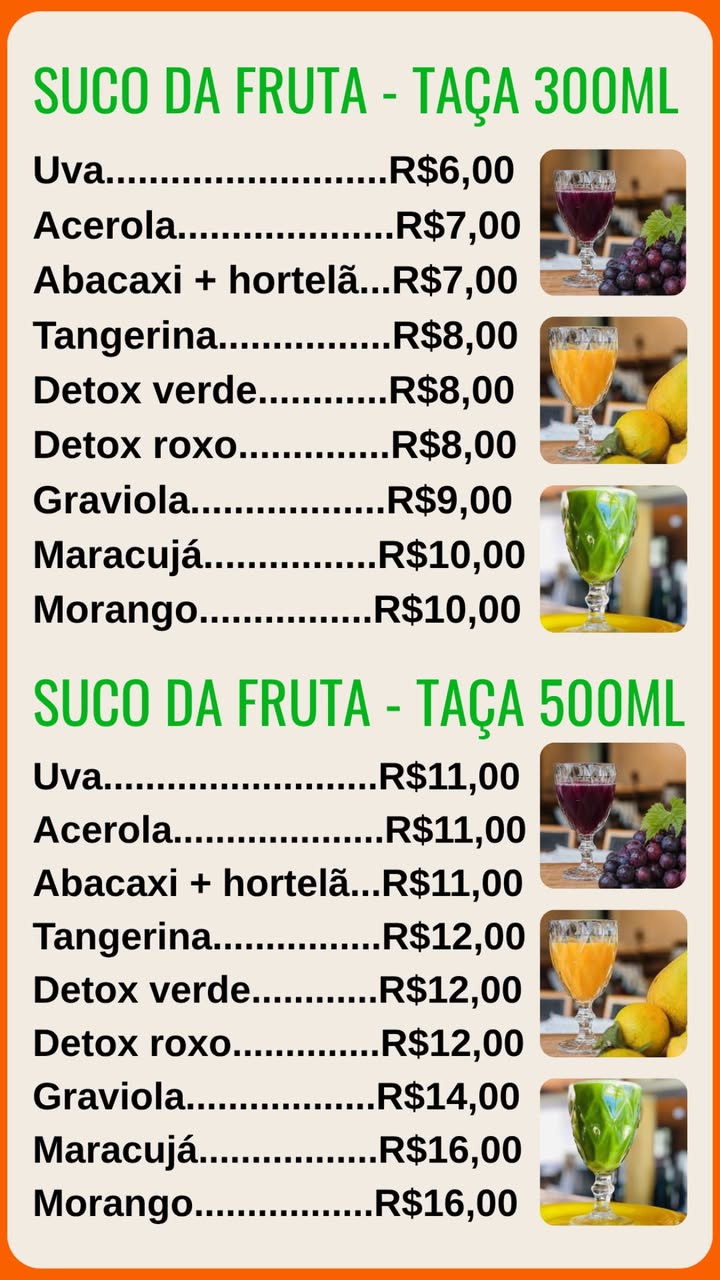 SUCO DA FRUTA - TAÇA 300ML
Uva..........................R$6,00
Acerola....................R$7,00
Abacaxi + hortelã...R$7,00
Tangerina................R$8,00
Detox verde............R$8,00
Detox roxo..............R$8,00
Graviola..................R$9,00
Maracujá................R$10,00
Morango................R$10,00
SUCO DA FRUTA - TAÇA 500ML
Uva..........................R$11,00
Acerola....................R$11,00
Abacaxi + hortelã...R$11,00
Tangerina................R$12,00
Detox verde............R$12,00
Detox roxo..............R$12,00
Graviola..................R$14,00
Maracujá.................R$16,00
Morango.................R$16,00